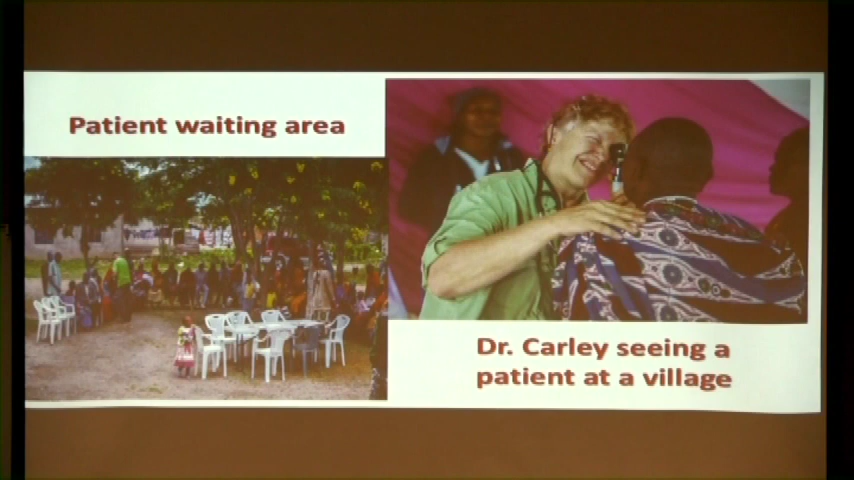 Patient waiting area
Dr. Carley seeing a
patient at a village